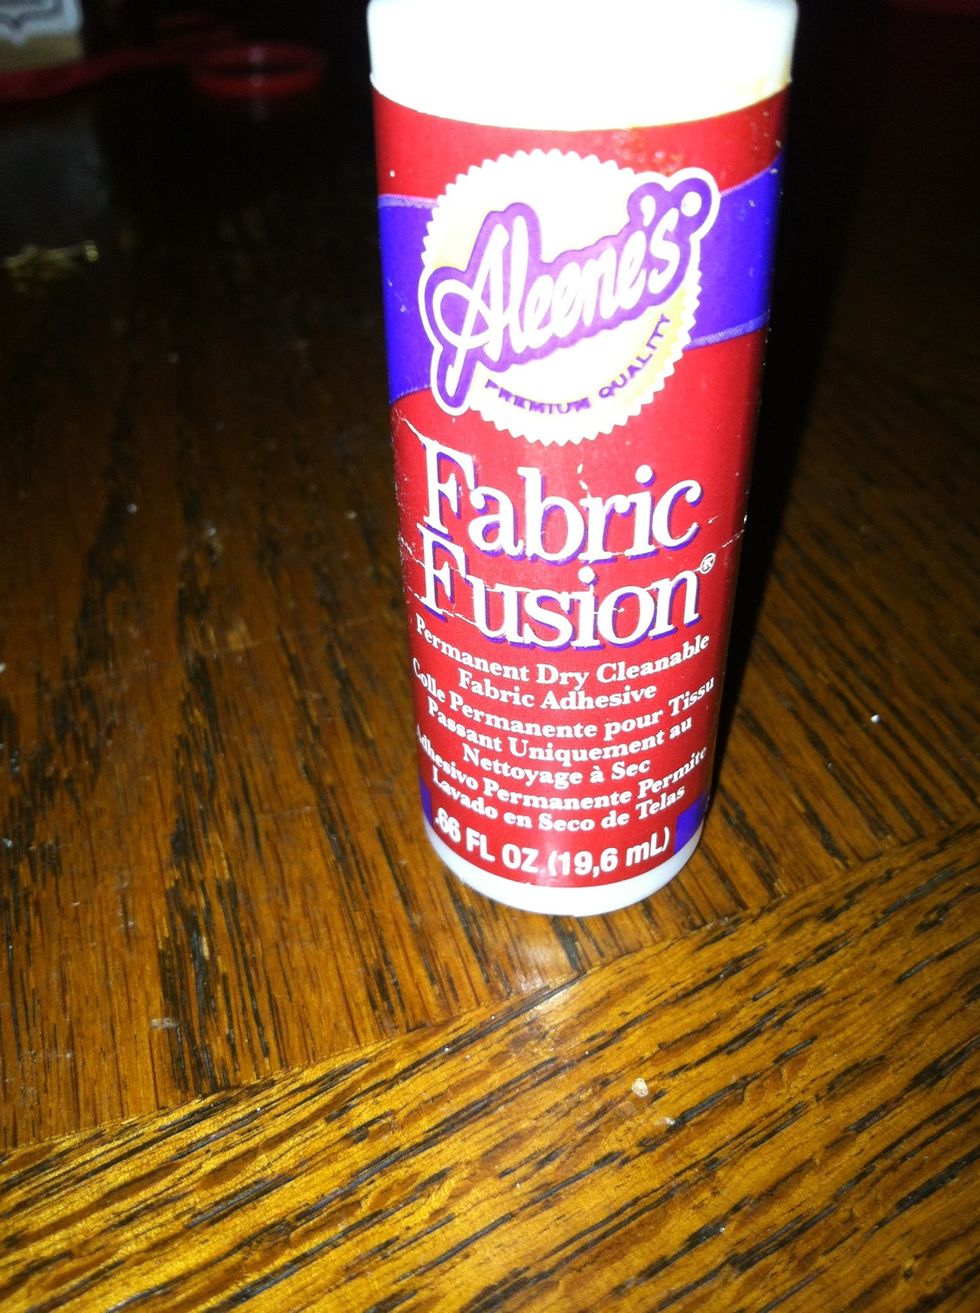 Aleene's
PREMIUM QUALITY
Fabric
Fusion®
Permanent Dry Cleanable
Fabric Adhesive
Colle Permanente pour Tissu
Passant Uniquement au
Nettoyage à Sec
Adhesivo Permanente Permite
Lavado en Seco de Telas
.66 FL OZ (19,6 mL)